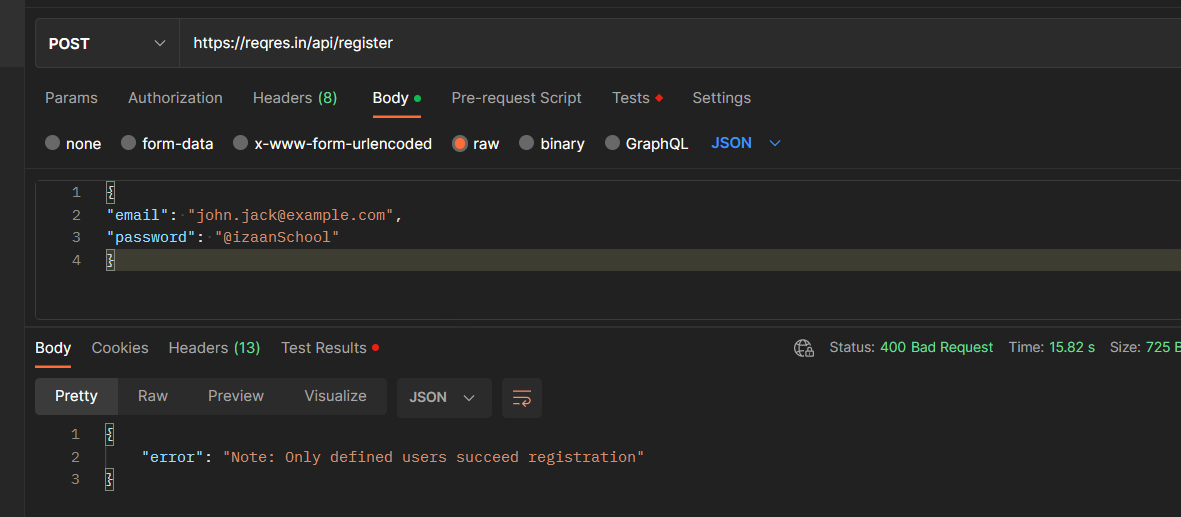 POST https://reqres.in/api/register
Params Authorization Headers (8) Body Pre-request Script Tests Settings
none form-data x-www-form-urlencoded raw binary GraphQL JSON
1 {
2 "email": "john.jack@example.com",
3 "password": "@izaanSchool"
4 }
Body Cookies Headers (13) Test Results Status: 400 Bad Request Time: 15.82 s Size: 725 B
Pretty Raw Preview Visualize JSON
1 {
2 "error": "Note: Only defined users succeed registration"
3 }